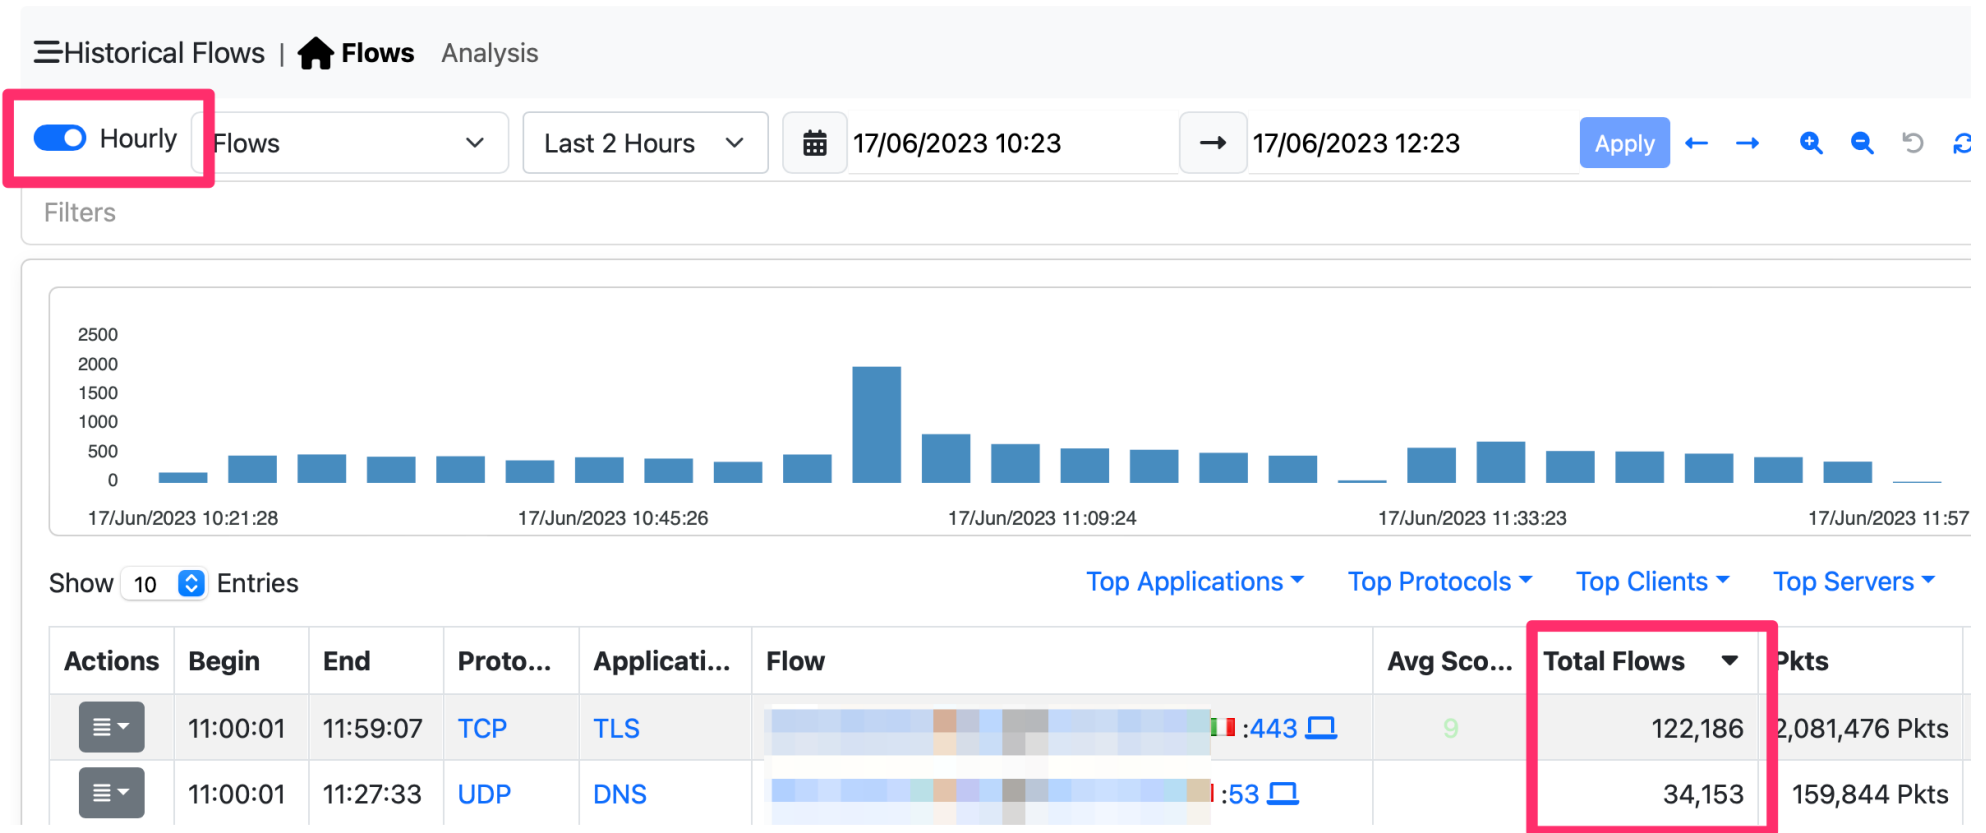 Historical Flows | Flows Analysis
Hourly Flows Last 2 Hours 17/06/2023 10:23 → 17/06/2023 12:23 Apply ← →
Filters
2500
2000
1500
1000
500
0
17/Jun/2023 10:21:28 17/Jun/2023 10:45:26 17/Jun/2023 11:09:24 17/Jun/2023 11:33:23 17/Jun/2023 11:57
Show 10 Entries Top Applications Top Protocols Top Clients Top Servers
Actions Begin End Proto... Applicati... Flow Avg Sco... Total Flows Pkts
11:00:01 11:59:07 TCP TLS :443 9 122,186 2,081,476 Pkts
11:00:01 11:27:33 UDP DNS :53 34,153 159,844 Pkts